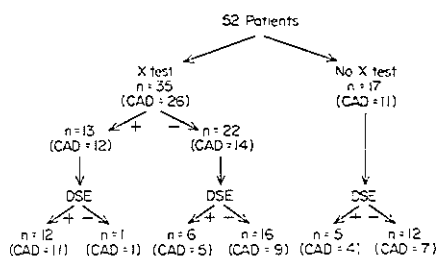 52 Patients
X test No X test
n=35 n=17
(CAD=26) (CAD=11)
n=13 + − n=22
(CAD=12) (CAD=14)
DSE DSE DSE
+ − + − + −
n=12 n=1 n=6 n=16 n=5 n=12
(CAD=11) (CAD=1) (CAD=5) (CAD=9) (CAD=4) (CAD=7)